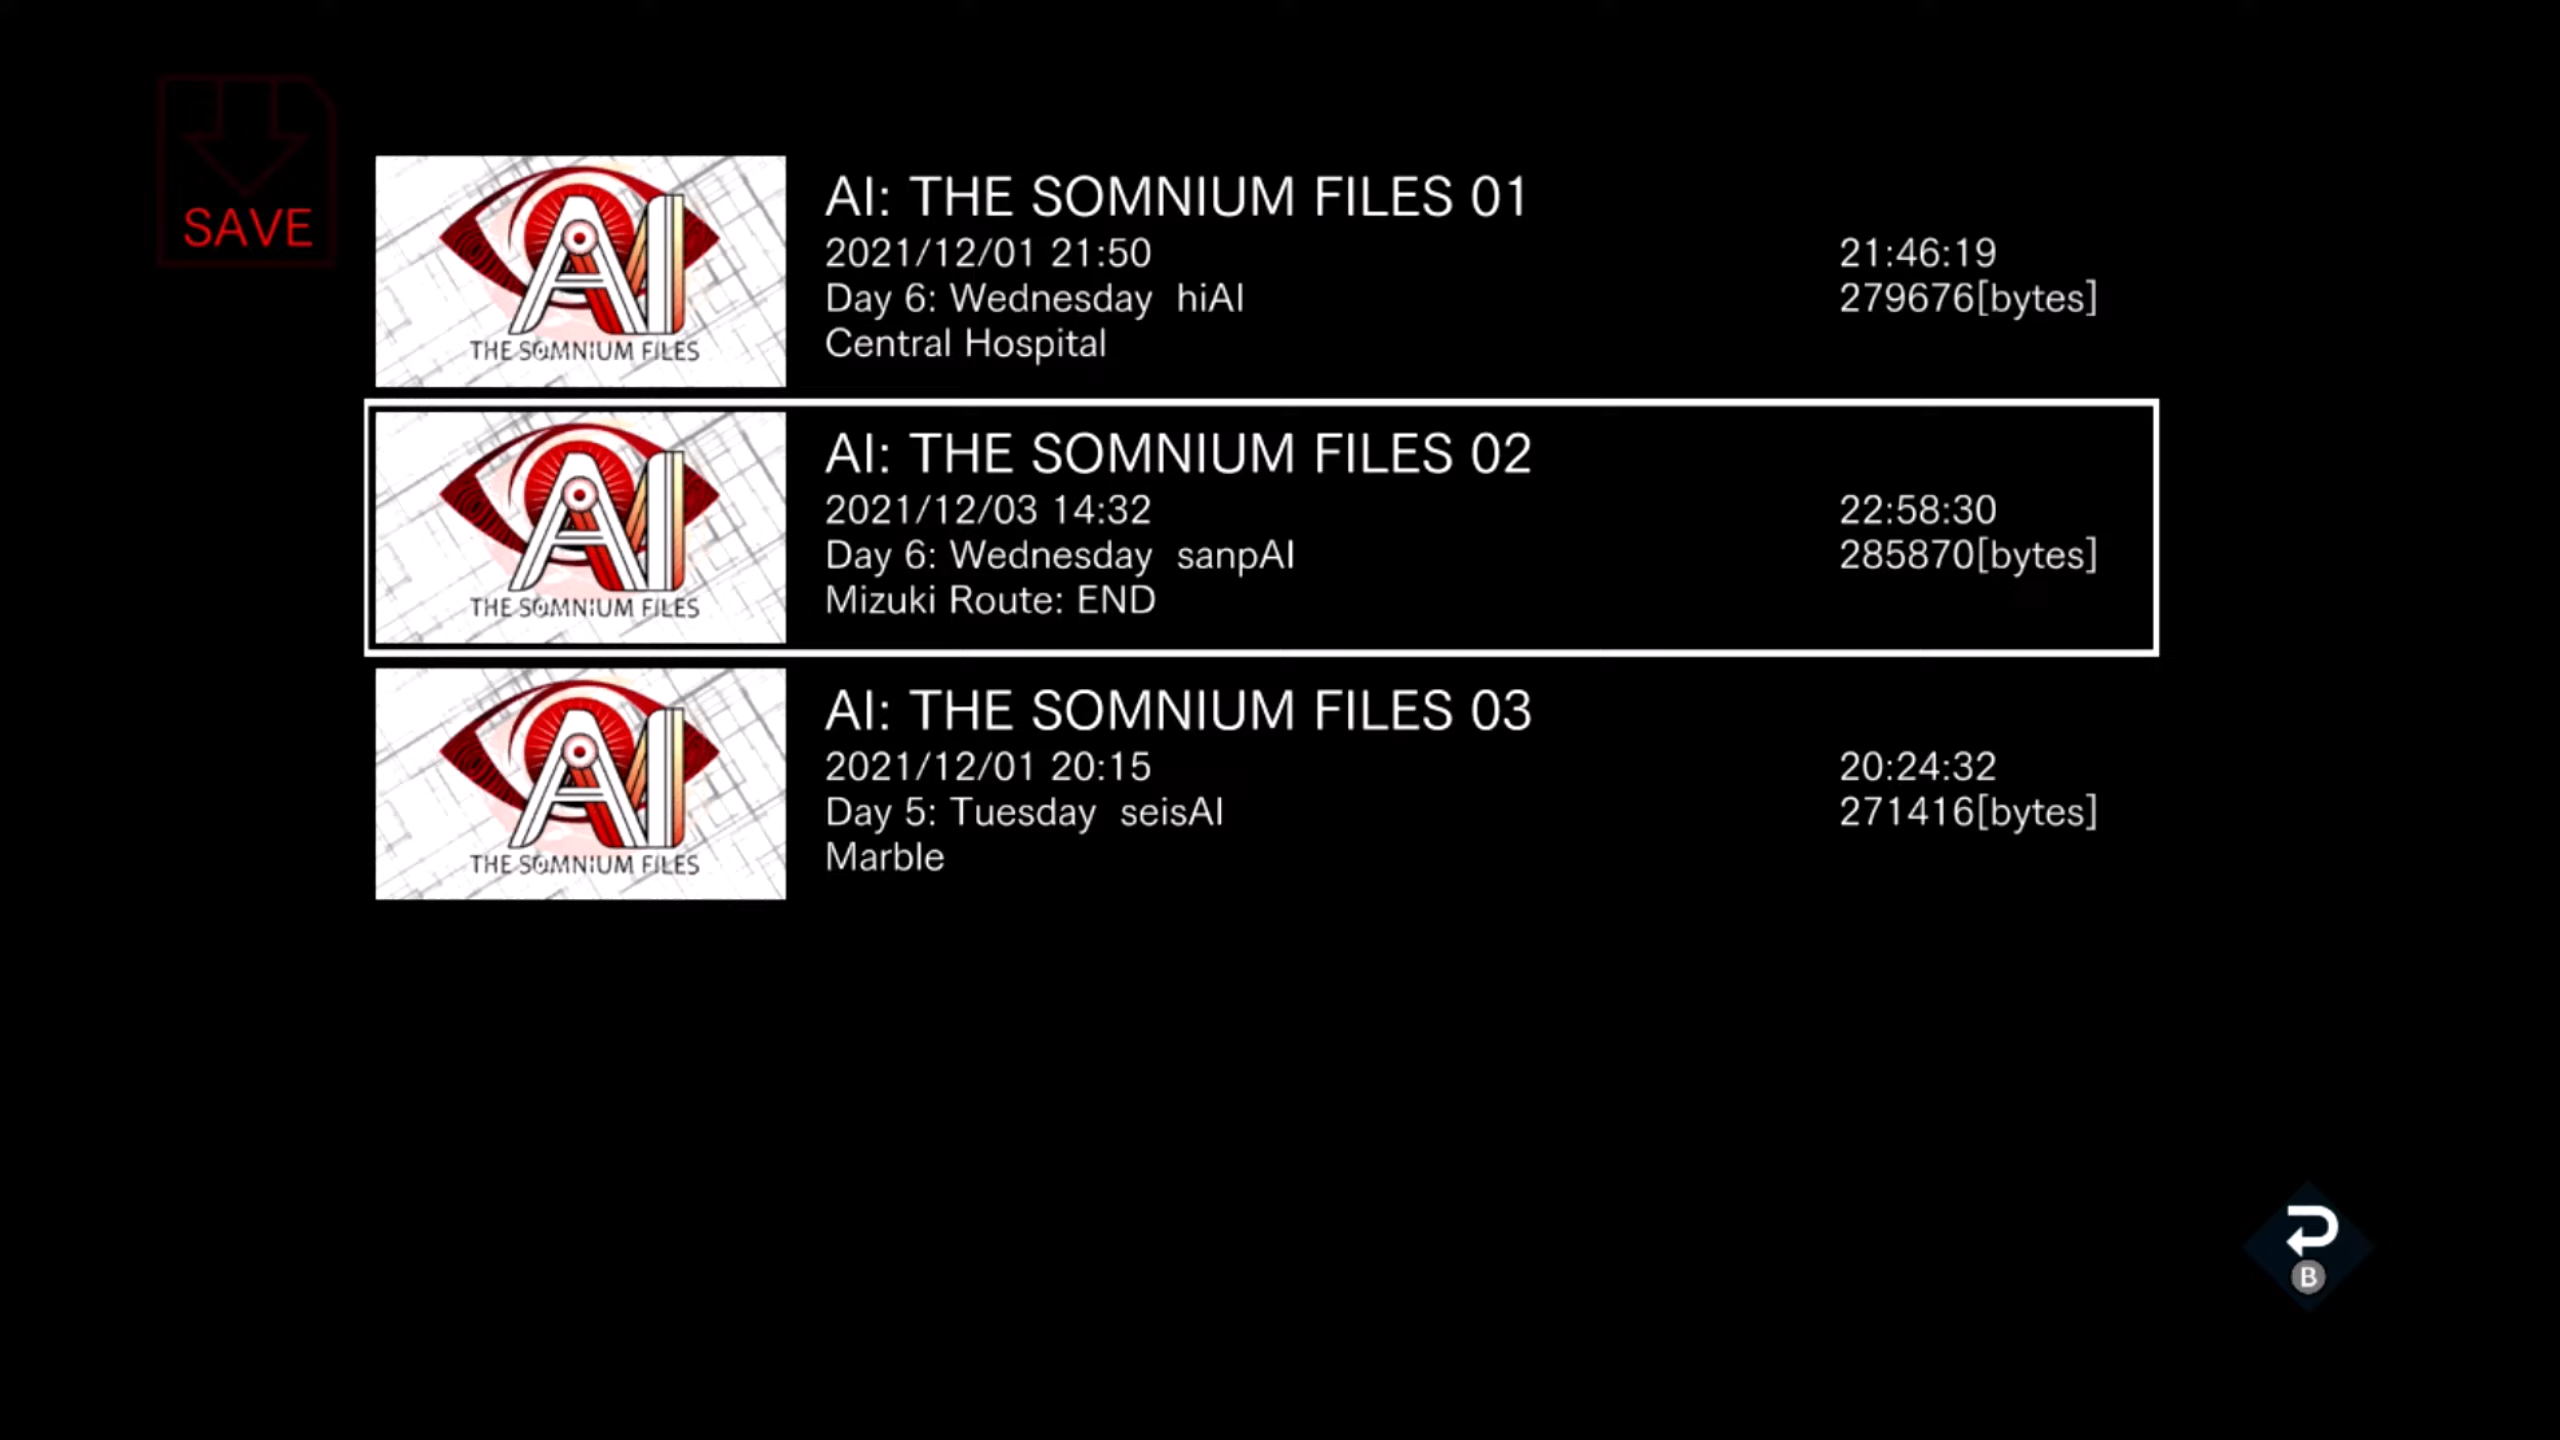 SAVE
AI
THE SOMNIUM FILES
AI: THE SOMNIUM FILES 01
2021/12/01 21:50
21:46:19
Day 6: Wednesday hiAI
279676[bytes]
Central Hospital
AI
THE SOMNIUM FILES
AI: THE SOMNIUM FILES 02
2021/12/03 14:32
22:58:30
Day 6: Wednesday sanpAI
285870[bytes]
Mizuki Route: END
AI
THE SOMNIUM FILES
AI: THE SOMNIUM FILES 03
2021/12/01 20:15
20:24:32
Day 5: Tuesday seisAI
271416[bytes]
Marble
B